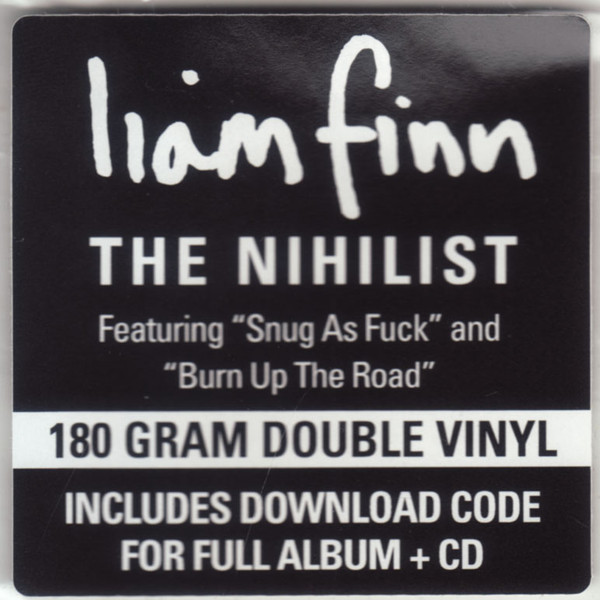 liam finn
THE NIHILIST
Featuring “Snug As Fuck” and
“Burn Up The Road”
180 GRAM DOUBLE VINYL
INCLUDES DOWNLOAD CODE
FOR FULL ALBUM + CD